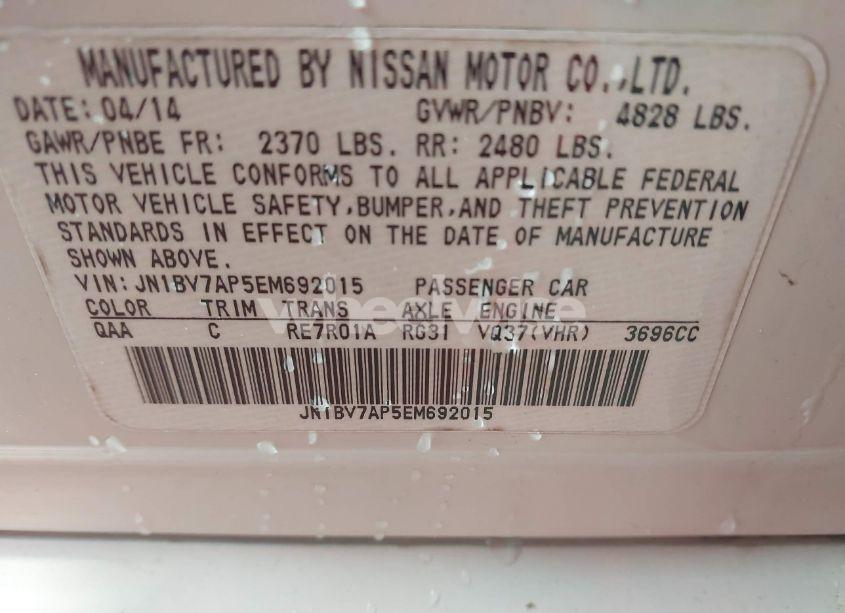 MANUFACTURED BY NISSAN MOTOR CO.,LTD.
DATE: 04/14 GVWR/PNBV: 4828 LBS.
GAWR/PNBE FR: 2370 LBS. RR: 2480 LBS.
THIS VEHICLE CONFORMS TO ALL APPLICABLE FEDERAL
MOTOR VEHICLE SAFETY,BUMPER,AND THEFT PREVENTION
STANDARDS IN EFFECT ON THE DATE OF MANUFACTURE
SHOWN ABOVE.
VIN:JN1BV7AP5EM692015 PASSENGER CAR
COLOR TRIM TRANS AXLE ENGINE
QAA C RE7R01A RG31 VQ37(VHR) 3696CC
JN1BV7AP5EM692015